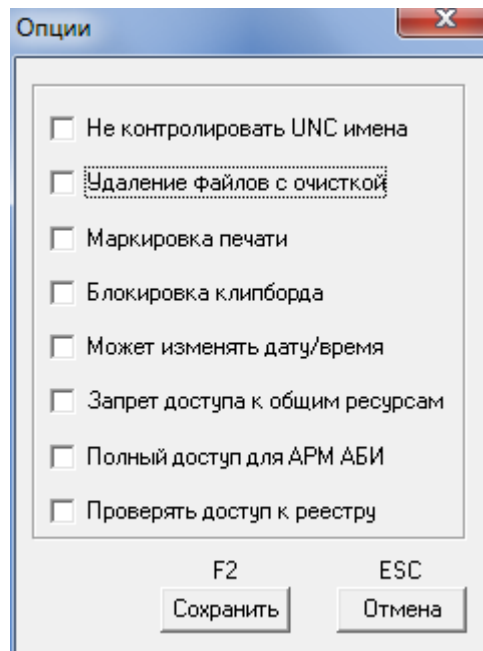 Опции
Не контролировать UNC имена
Удаление файлов с очисткой
Маркировка печати
Блокировка клипборда
Может изменять дату/время
Запрет доступа к общим ресурсам
Полный доступ для АРМ АБИ
Проверять доступ к реестру
F2 ESC
Сохранить Отмена